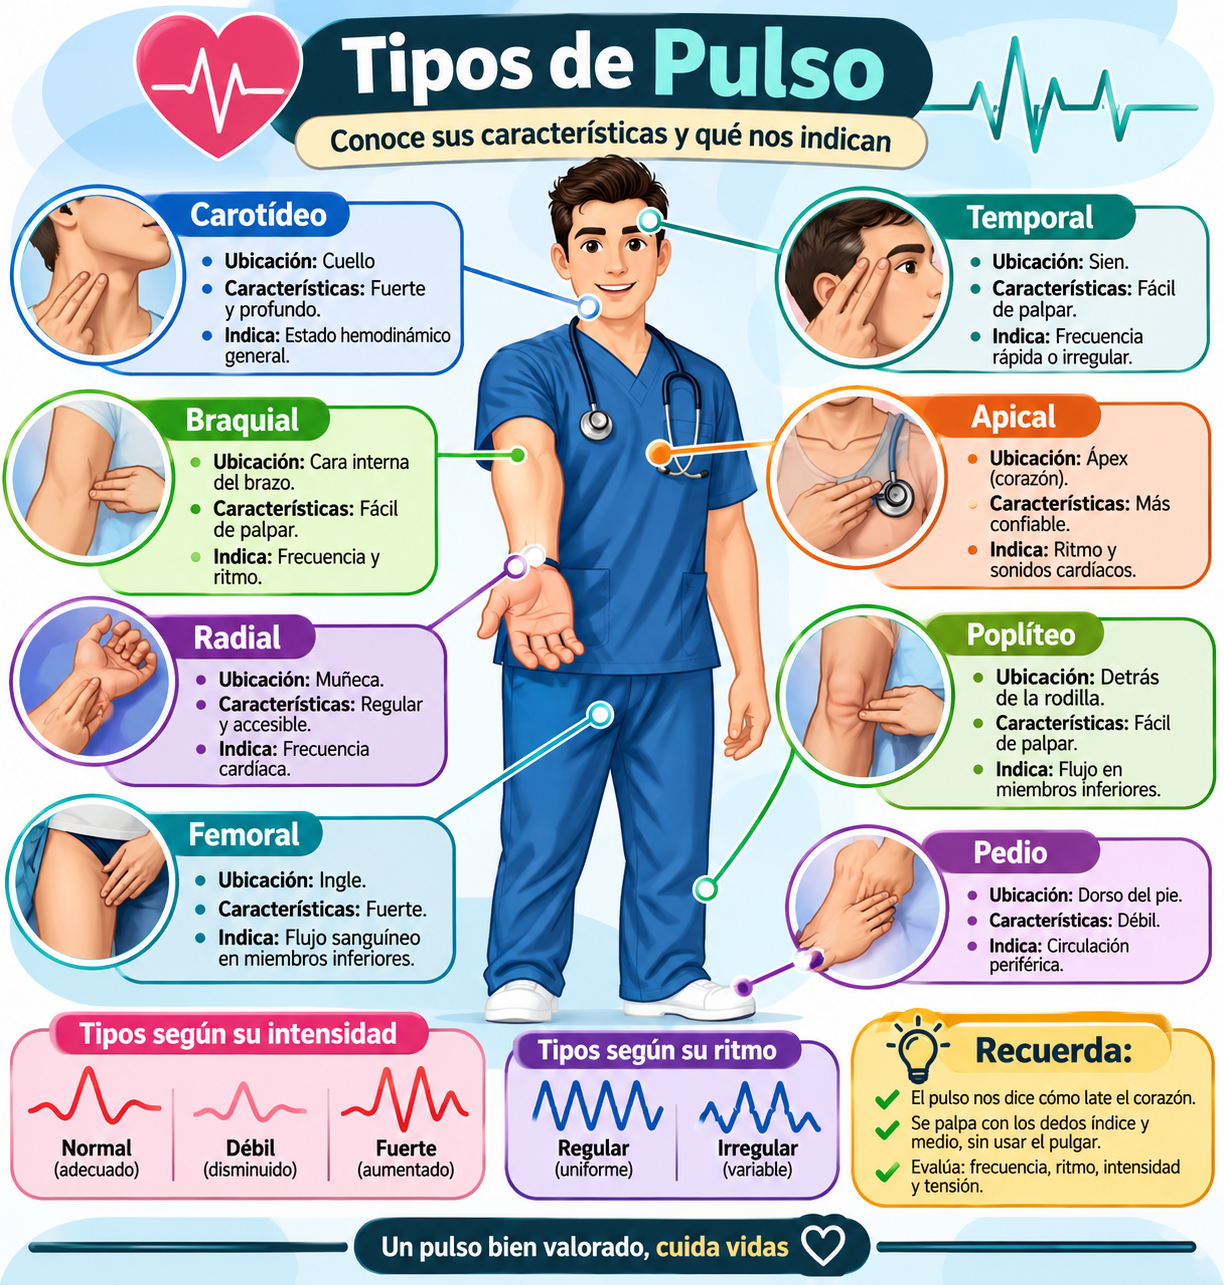 Tipos de Pulso
Conoce sus características y qué nos indican
Carotídeo
Ubicación: Cuello
Características: Fuerte
y profundo.
Indica: Estado hemodinámico
general.
Temporal
Ubicación: Sien.
Características: Fácil
de palpar.
Indica: Frecuencia
rápida o irregular.
Braquial
Ubicación: Cara interna
del brazo.
Características: Fácil
de palpar.
Indica: Frecuencia y
ritmo.
Apical
Ubicación: Ápex
(corazón).
Características: Más
confiable.
Indica: Ritmo y
sonidos cardíacos.
Radial
Ubicación: Muñeca.
Características: Regular
y accesible.
Indica: Frecuencia
cardíaca.
Poplíteo
Ubicación: Detrás
de la rodilla.
Características: Fácil
de palpar.
Indica: Flujo en
miembros inferiores.
Femoral
Ubicación: Ingle.
Características: Fuerte.
Indica: Flujo sanguíneo
en miembros inferiores.
Pedio
Ubicación: Dorso del pie.
Características: Débil.
Indica: Circulación
periférica.
Tipos según su intensidad
Normal
(adecuado)
Débil
(disminuido)
Fuerte
(aumentado)
Tipos según su ritmo
Regular
(uniforme)
Irregular
(variable)
Recuerda:
El pulso nos dice cómo late el corazón.
Se palpa con los dedos índice y
medio, sin usar el pulgar.
Evalúa: frecuencia, ritmo, intensidad
y tensión.
Un pulso bien valorado, cuida vidas